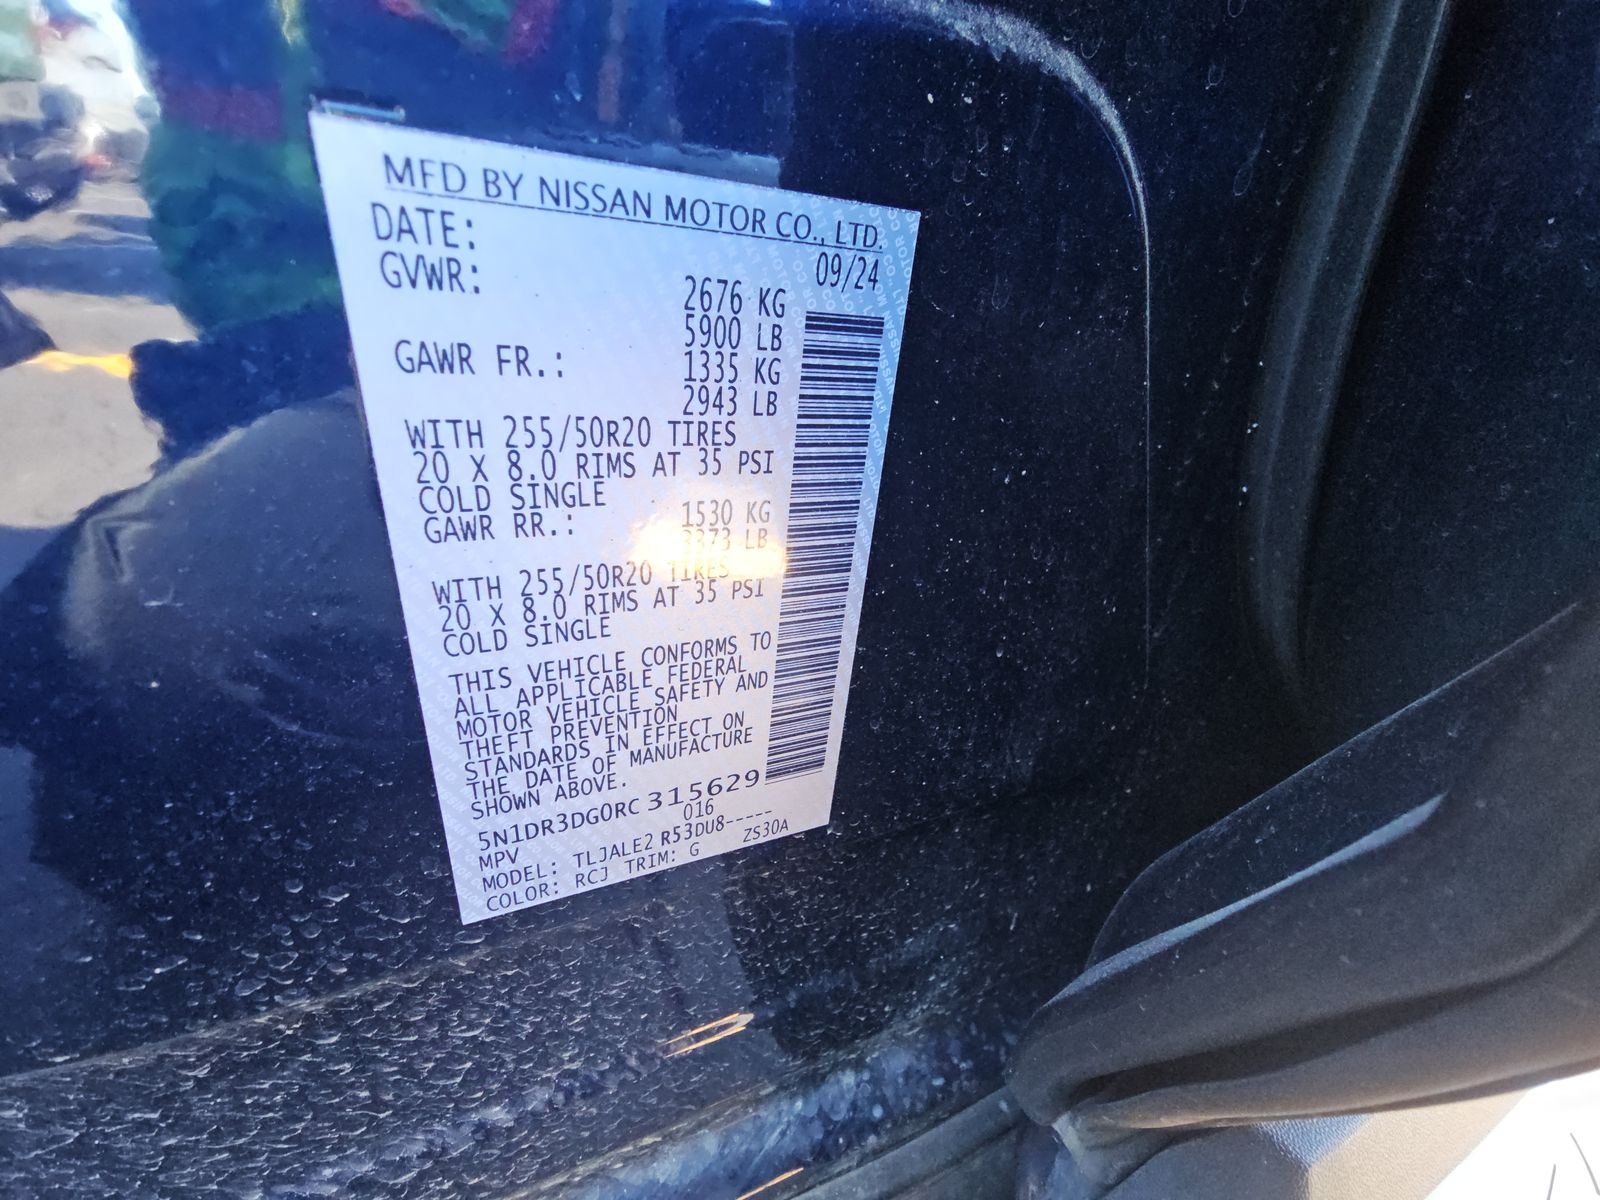 MFD BY NISSAN MOTOR CO., LTD.
DATE: 09/24
GVWR: 2676 KG
5900 LB
GAWR FR.: 1335 KG
2943 LB
WITH 255/50R20 TIRES
20 X 8.0 RIMS AT 35 PSI
COLD SINGLE
GAWR RR.: 1530 KG
3373 LB
WITH 255/50R20 TIRES
20 X 8.0 RIMS AT 35 PSI
COLD SINGLE
THIS VEHICLE CONFORMS TO
ALL APPLICABLE FEDERAL
MOTOR VEHICLE SAFETY AND
THEFT PREVENTION
STANDARDS IN EFFECT ON
THE DATE OF MANUFACTURE
SHOWN ABOVE.
5N1DR3DG0RC315629
MPV 016
MODEL: TLJALE2 R53DU8-----
COLOR: RCJ TRIM: G ZS30A